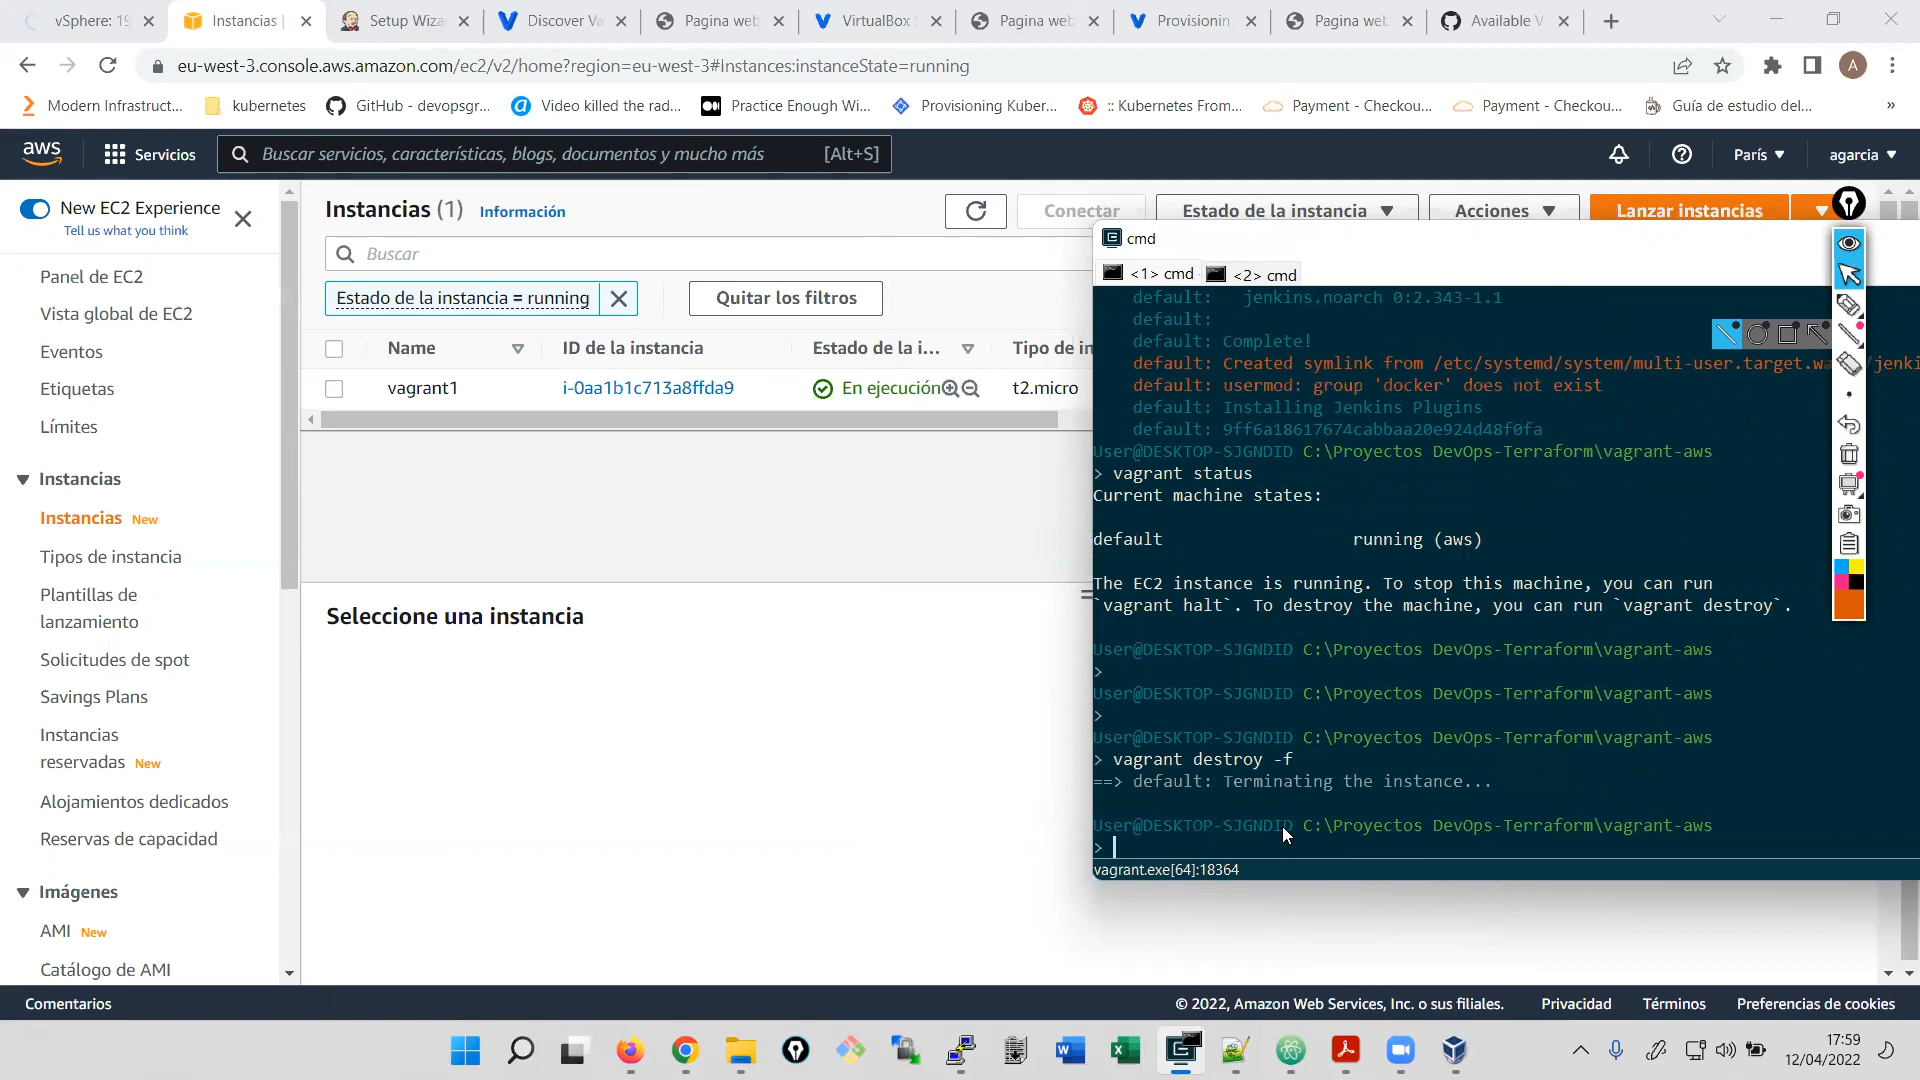 vSphere: 19
Instancias |
Setup Wiza
Discover Va
Pagina web
VirtualBox
Pagina web
Provisioning
Pagina web
Available V
eu-west-3.console.aws.amazon.com/ec2/v2/home?region=eu-west-3#Instances:instanceState=running
A
Modern Infrastruct...
kubernetes
GitHub - devopsgr...
Video killed the rad...
Practice Enough Wi...
Provisioning Kuber...
:: Kubernetes From...
Payment - Checkou...
Payment - Checkou...
Guía de estudio del...
»
aws
Servicios
Buscar servicios, características, blogs, documentos y mucho más
[Alt+S]
París
agarcia
New EC2 Experience
Tell us what you think
Panel de EC2
Vista global de EC2
Eventos
Etiquetas
Límites
Instancias
Instancias New
Tipos de instancia
Plantillas de
lanzamiento
Solicitudes de spot
Savings Plans
Instancias
reservadas New
Alojamientos dedicados
Reservas de capacidad
Imágenes
AMI New
Catálogo de AMI
Instancias (1) Información
Conectar
Estado de la instancia
Acciones
Lanzar instancias
Buscar
Estado de la instancia = running
Quitar los filtros
Name
ID de la instancia
Estado de la i...
Tipo de in
vagrant1
i-0aa1b1c713a8ffda9
En ejecución
t2.micro
Seleccione una instancia
cmd
<1> cmd
<2> cmd
default: jenkins.noarch 0:2.343-1.1
default:
default: Complete!
default: Created symlink from /etc/systemd/system/multi-user.target.wa /jenki
default: usermod: group 'docker' does not exist
default: Installing Jenkins Plugins
default: 9ff6a18617674cabbaa20e924d48f0fa
User@DESKTOP-SJGNDID C:\Proyectos DevOps-Terraform\vagrant-aws
> vagrant status
Current machine states:
default running (aws)
The EC2 instance is running. To stop this machine, you can run
`vagrant halt`. To destroy the machine, you can run `vagrant destroy`.
User@DESKTOP-SJGNDID C:\Proyectos DevOps-Terraform\vagrant-aws
>
User@DESKTOP-SJGNDID C:\Proyectos DevOps-Terraform\vagrant-aws
>
User@DESKTOP-SJGNDID C:\Proyectos DevOps-Terraform\vagrant-aws
> vagrant destroy -f
==> default: Terminating the instance...
User@DESKTOP-SJGNDID C:\Proyectos DevOps-Terraform\vagrant-aws
>
vagrant.exe[64]:18364
Comentarios
© 2022, Amazon Web Services, Inc. o sus filiales.
Privacidad
Términos
Preferencias de cookies
17:59
12/04/2022